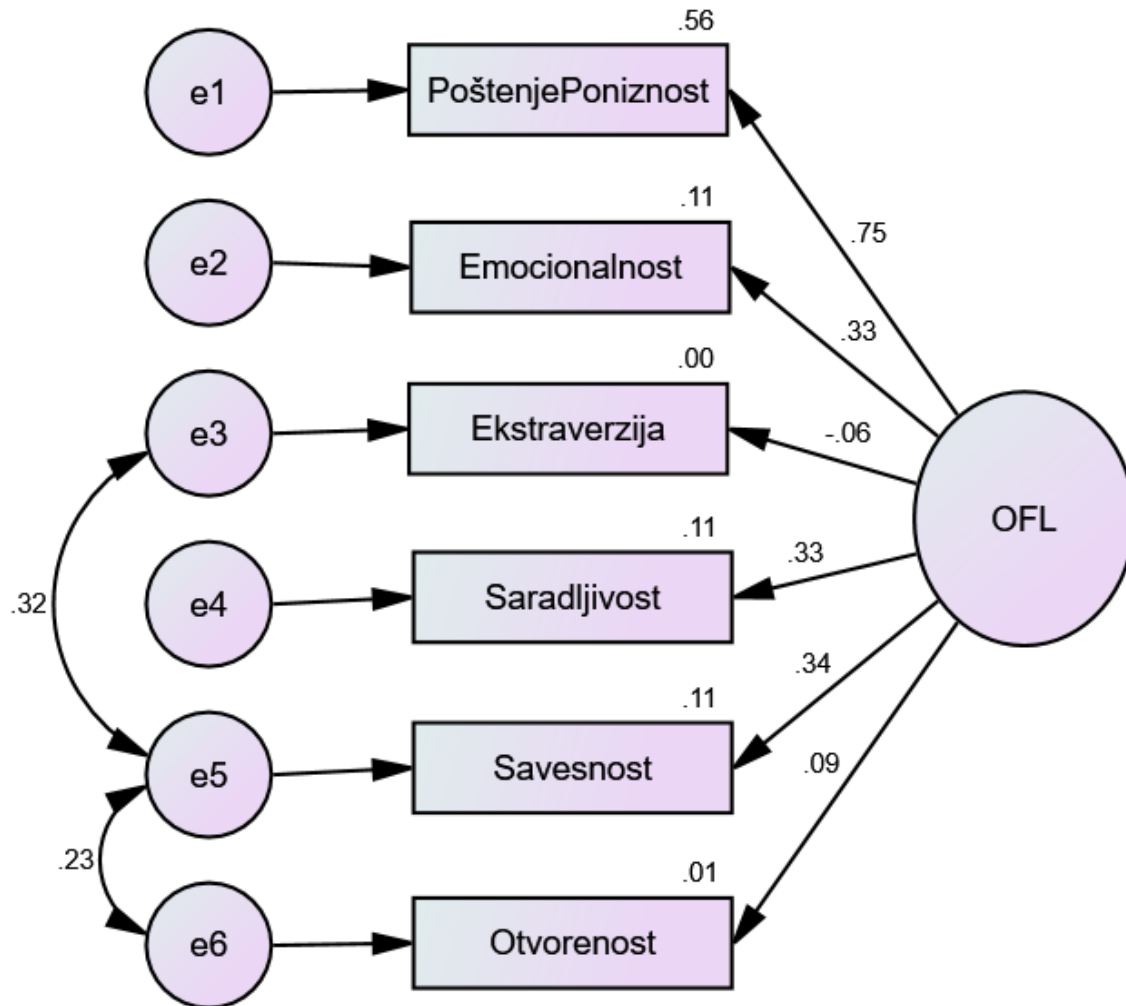 .56
e1
PoštenjePoniznost
.11
.75
e2
Emocionalnost
.33
.00
e3
Ekstraverzija
-.06
OFL
.11
.33
.32
e4
Saradljivost
.34
.11
e5
Savesnost
.09
.23
.01
e6
Otvorenost